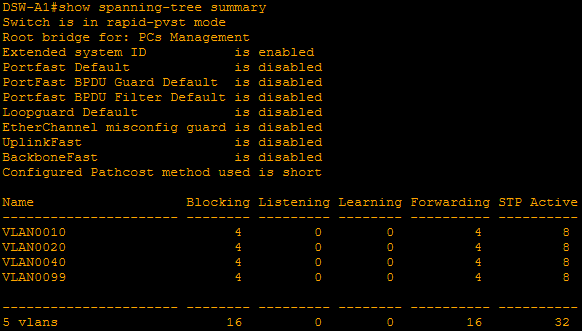 DSW-A1#show spanning-tree summary
Switch is in rapid-pvst mode
Root bridge for: PCs Management
Extended system ID           is enabled
Portfast Default             is disabled
PortFast BPDU Guard Default  is disabled
Portfast BPDU Filter Default is disabled
Loopguard Default            is disabled
EtherChannel misconfig guard is disabled
UplinkFast                   is disabled
BackboneFast                 is disabled
Configured Pathcost method used is short
Name                   Blocking Listening Learning Forwarding STP Active
---------------------- -------- --------- -------- ---------- ----------
VLAN0010                     4         0        0          4          8
VLAN0020                     4         0        0          4          8
VLAN0040                     4         0        0          4          8
VLAN0099                     4         0        0          4          8
---------------------- -------- --------- -------- ---------- ----------
5 vlans                     16         0        0         16         32